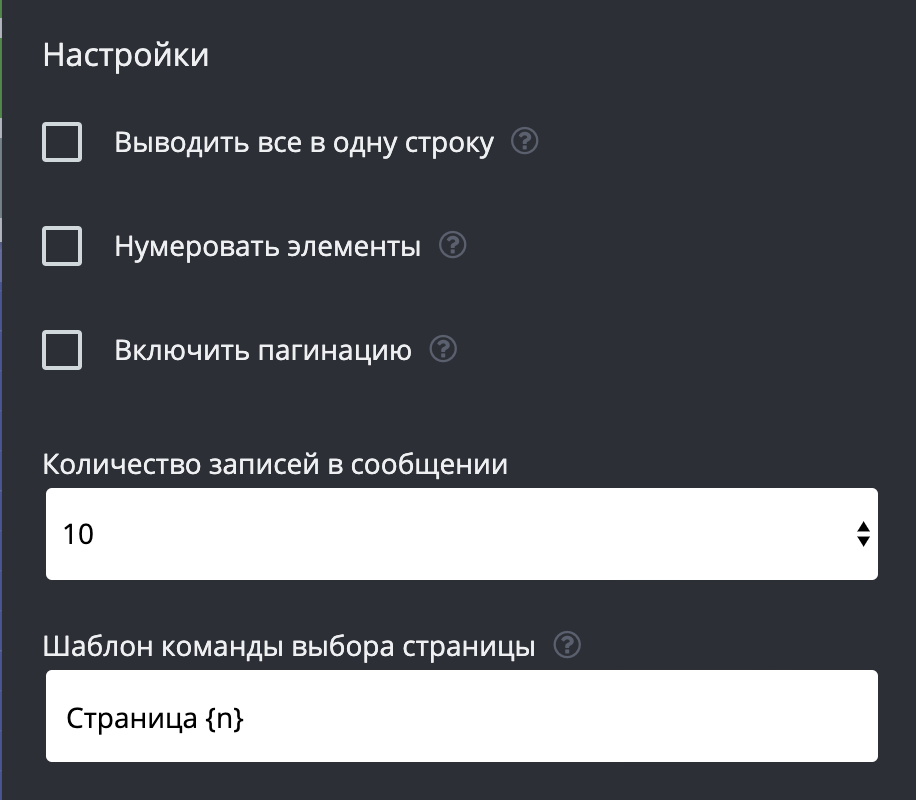 Настройки
Выводить все в одну строку ?
Нумеровать элементы ?
Включить пагинацию ?
Количество записей в сообщении
10
Шаблон команды выбора страницы ?
Страница {n}